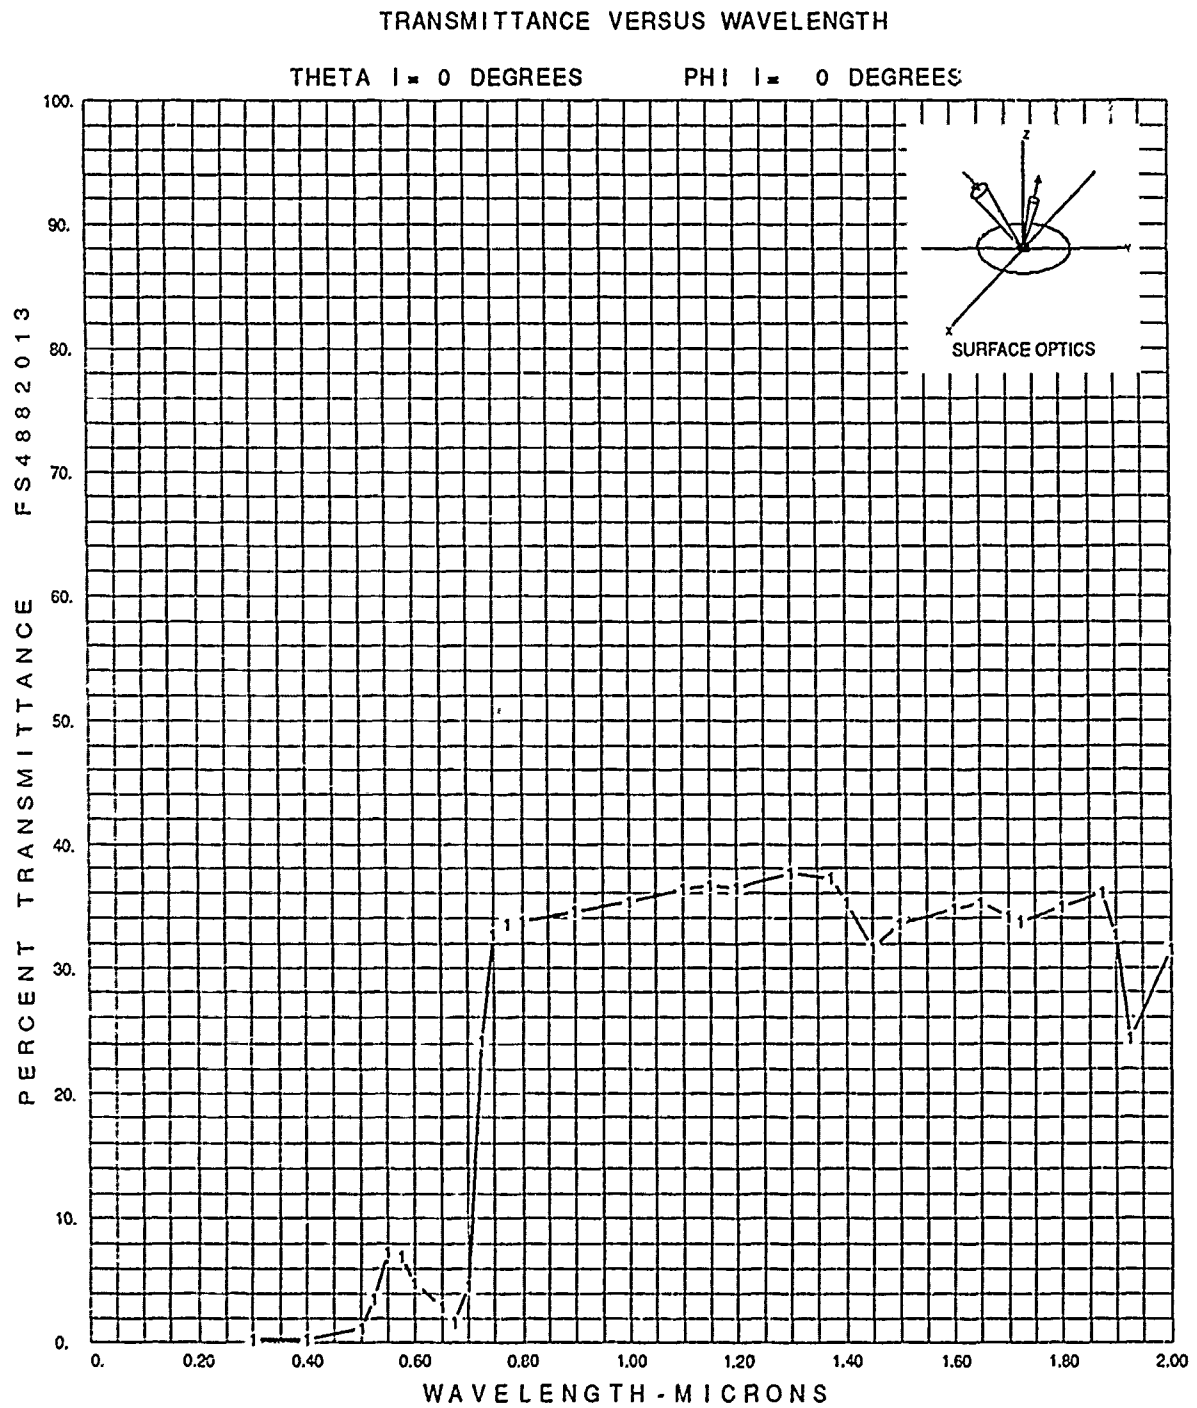 TRANSMITTANCE VERSUS WAVELENGTH
THETA I= 0 DEGREES PHI I= 0 DEGREES
100.
90.
80.
70.
60.
50.
40.
30.
20.
10.
0.
PERCENT TRANSMITTANCE FS4882013
Z
Y
X
SURFACE OPTICS
0. 0.20 0.40 0.60 0.80 1.00 1.20 1.40 1.60 1.80 2.00
WAVELENGTH-MICRONS